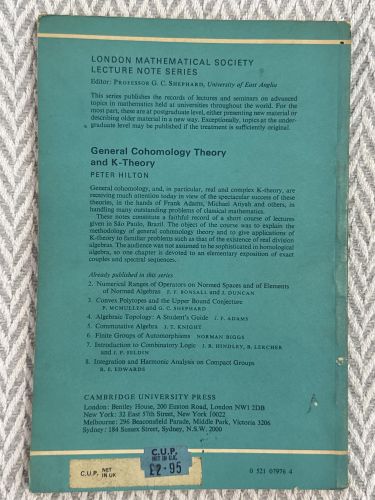 LONDON MATHEMATICAL SOCIETY
LECTURE NOTE SERIES
Editor: PROFESSOR G. C. SHEPHARD, University of East Anglia
This series publishes the records of lectures and seminars on advanced
topics in mathematics held at universities throughout the world. For the
most part, these are at postgraduate level, either presenting new material or
describing older material in a new way. Exceptionally, topics at the under-
graduate level may be published if the treatment is sufficiently original.
General Cohomology Theory
and K-Theory
PETER HILTON
General cohomology, and, in particular, real and complex K-theory, are
receiving much attention today in view of the spectacular success of these
theories, in the hands of Frank Adams, Michael Atiyah and others, in
handling many outstanding problems of classical mathematics.
These notes constitute a faithful record of a short course of lectures
given in São Paulo, Brazil. The object of the course was to explain the
methodology of general cohomology theory and to give applications of
K-theory to familiar problems such as that of the existence of real division
algebras. The audience was not assumed to be sophisticated in homological
algebra, so one chapter is devoted to an elementary exposition of exact
couples and spectral sequences.
Already published in this series
2. Numerical Ranges of Operators on Normed Spaces and of Elements
of Normed Algebras F. F. BONSALL and J. DUNCAN
3. Convex Polytopes and the Upper Bound Conjecture
P. MCMULLEN and G. C. SHEPHARD
4. Algebraic Topology: A Student's Guide J. F. ADAMS
5. Commutative Algebra J. T. KNIGHT
6. Finite Groups of Automorphisms NORMAN BIGGS
7. Introduction to Combinatory Logic J. R. HINDLEY, B. LERCHER
and J. P. SELDIN
8. Integration and Harmonic Analysis on Compact Groups
R. E. EDWARDS
CAMBRIDGE UNIVERSITY PRESS
London: Bentley House, 200 Euston Road, London NW1 2DB
New York: 32 East 57th Street, New York 10022
Melbourne: 296 Beaconsfield Parade, Middle Park, Victoria 3206
Sydney: 184 Sussex Street, Sydney, N.S.W. 2000
C.U.P. NET IN UK
C.U.P.
NET
IN U.K.
£2·95
0 521 07976 4